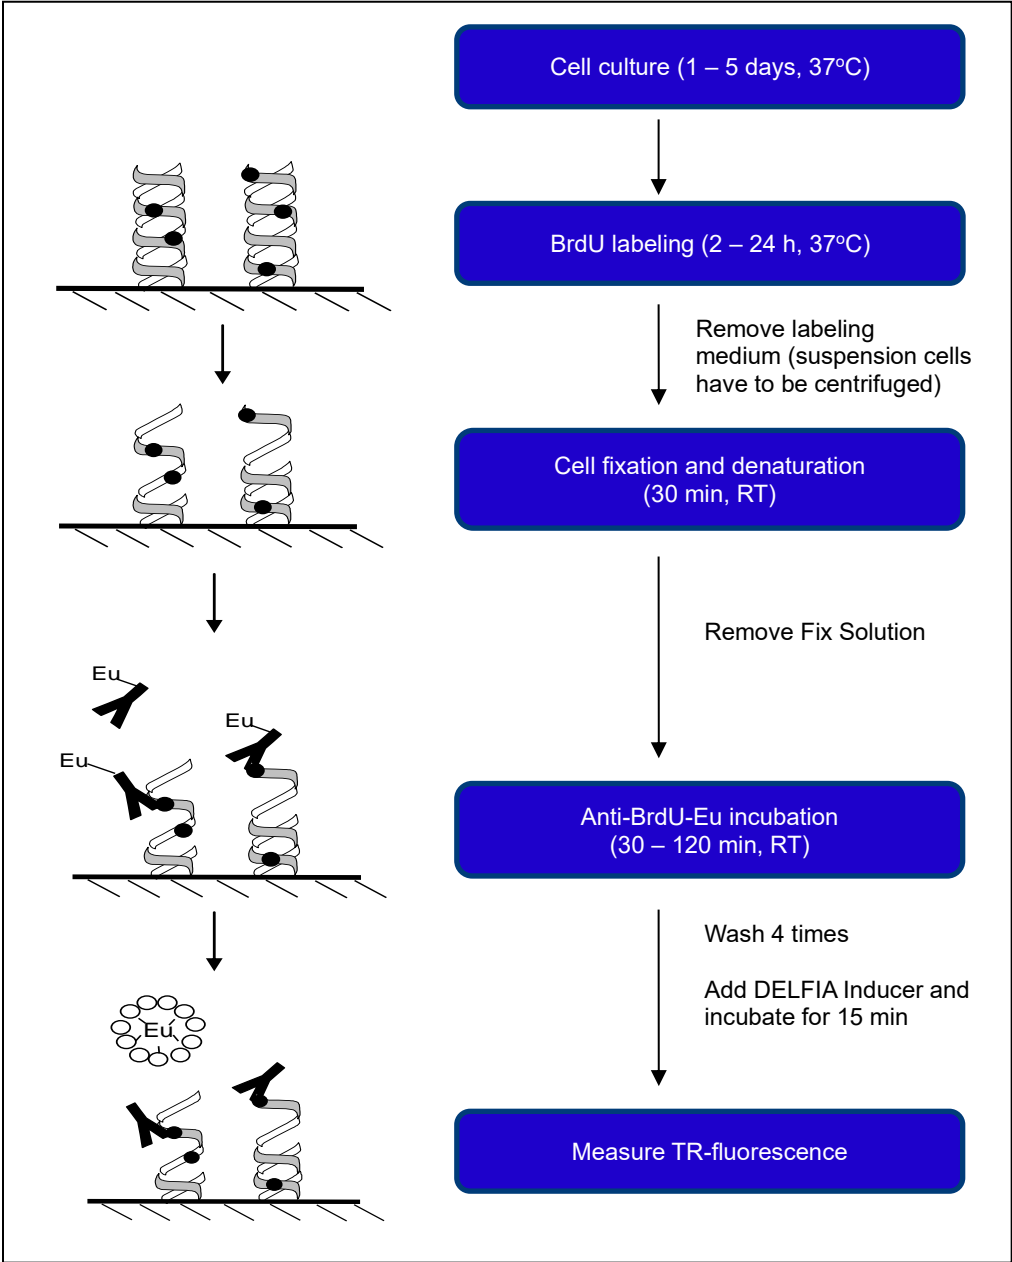 Cell culture (1 – 5 days, 37°C)
BrdU labeling (2 – 24 h, 37°C)
Remove labeling
medium (suspension cells
have to be centrifuged)
Cell fixation and denaturation
(30 min, RT)
Remove Fix Solution
Eu
Eu
Eu
Anti-BrdU-Eu incubation
(30 – 120 min, RT)
Wash 4 times
Add DELFIA Inducer and
incubate for 15 min
Eu
Measure TR-fluorescence